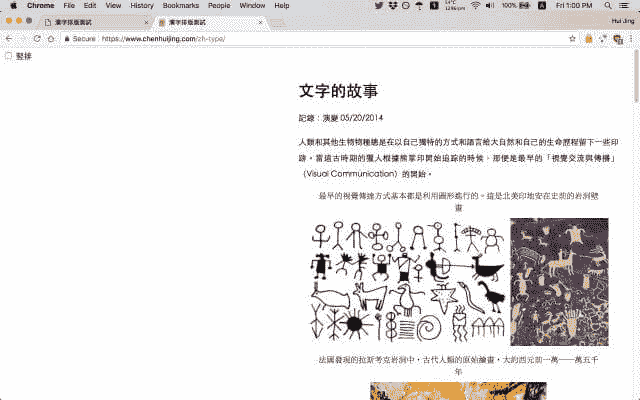 Chrome File Edit View History Bookmarks People Window Help 100% Fri 1:00 PM
漢字排版測試 漢字排版測試 Hui Jing
Secure https://www.chenhuijing.com/zh-type/
豎排
文字的故事
記錄：演變 05/20/2014
人類和其他生物物種總是在以自己獨特的方式和語言給大自然和自己的生命歷程留下一些印
跡。當遠古時期的獵人根據熊掌印開始追踪的時候，那便是最早的「視覺交流與傳播」
（Visual Communication）的開始。
最早的視覺傳達方式基本都是利用圖形進行的。這是北美印地安在史前的岩洞壁
畫
法國發現的拉斯考克岩洞中，古代人類的原始繪畫，大約西元前一萬——萬五千
年